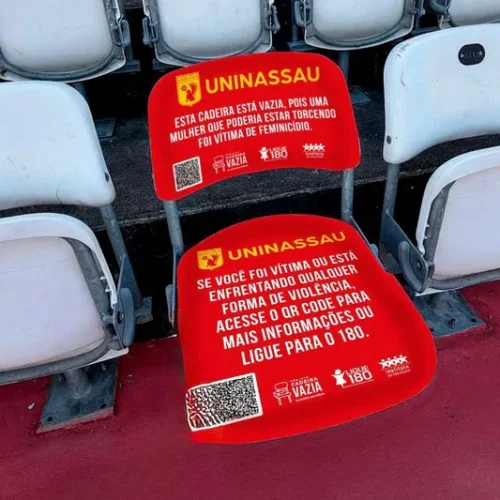 UNINASSAU
ESTA CADEIRA ESTÁ VAZIA, POIS UMA
MULHER QUE PODERIA ESTAR TORCENDO
FOI VÍTIMA DE FEMINICÍDIO.
CADEIRA
VAZIA
LIGUE
180
UNINASSAU
SE VOCÊ FOI VÍTIMA OU ESTÁ
ENFRENTANDO QUALQUER
FORMA DE VIOLÊNCIA,
ACESSE O QR CODE PARA
MAIS INFORMAÇÕES OU
LIGUE PARA O 180.
CADEIRA
VAZIA
LIGUE
180
instituto